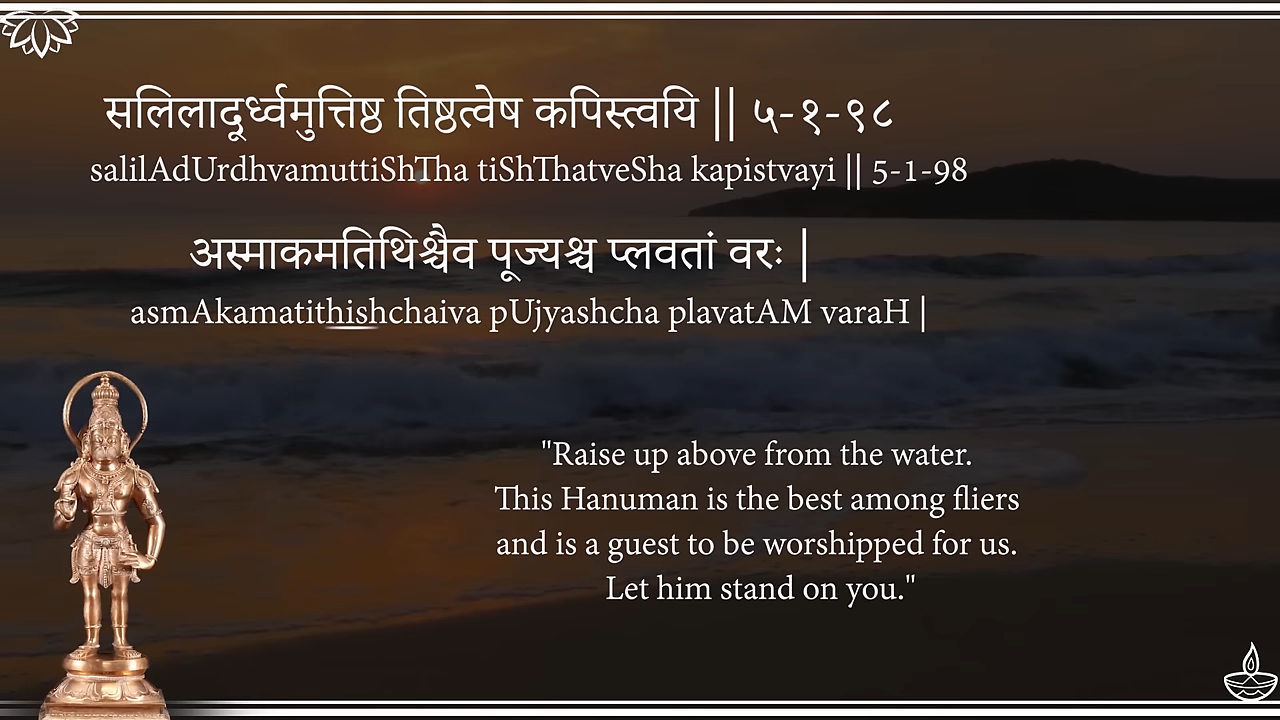 सलिलादूर्ध्वमुत्तिष्ठ तिष्ठत्वेष कपिस्त्वयि || ५-१-९८
salilAdUrdhvamuttiShTha tiShThatveSha kapistvayi || 5-1-98
अस्माकमतिथिश्चैव पूज्यश्च प्लवतां वरः |
asmAkamatithishchaiva pUjyashcha plavatAM varaH |
"Raise up above from the water.
This Hanuman is the best among fliers
and is a guest to be worshipped for us.
Let him stand on you."